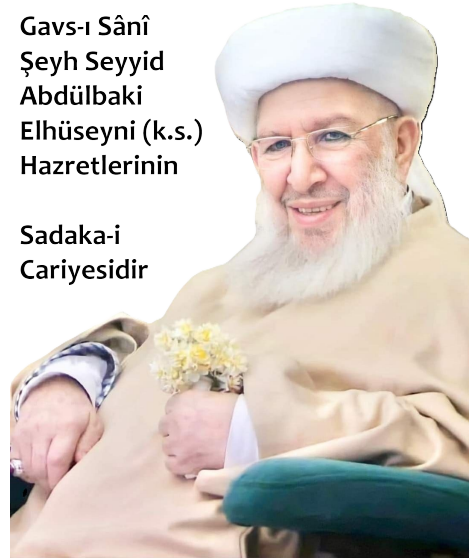 Gavs-ı Sânî
Şeyh Seyyid
Abdülbaki
Elhüseyni (k.s.)
Hazretlerinin
Sadaka-i
Cariyesidir